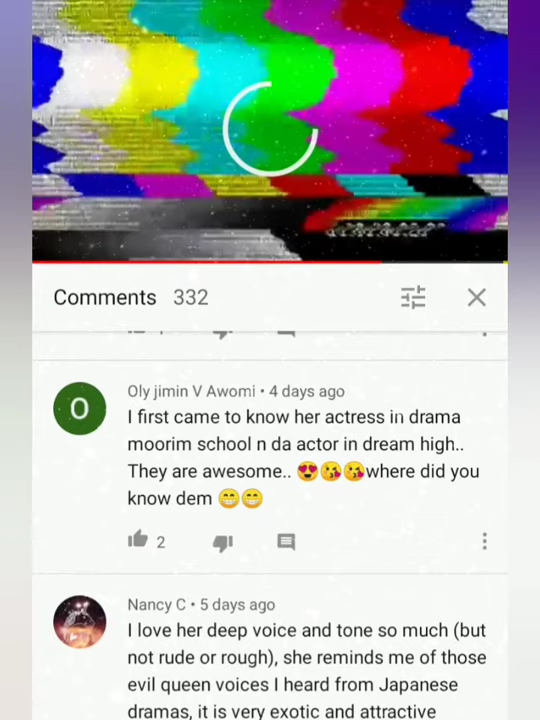 Comments 332
O
Oly jimin V Awomi • 4 days ago
I first came to know her actress in drama
moorim school n da actor in dream high..
They are awesome.. 😍😘😘where did you
know dem 😁😁
2
Nancy C • 5 days ago
I love her deep voice and tone so much (but
not rude or rough), she reminds me of those
evil queen voices I heard from Japanese
dramas, it is very exotic and attractive